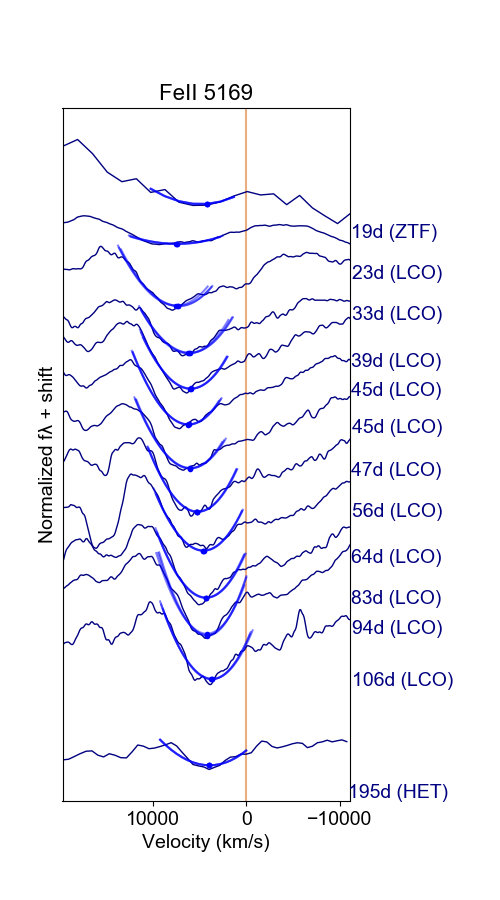 FeII 5169
19d (ZTF)
23d (LCO)
33d (LCO)
39d (LCO)
45d (LCO)
45d (LCO)
47d (LCO)
56d (LCO)
64d (LCO)
83d (LCO)
94d (LCO)
106d (LCO)
195d (HET)
Normalized fλ + shift
10000 0 −10000
Velocity (km/s)